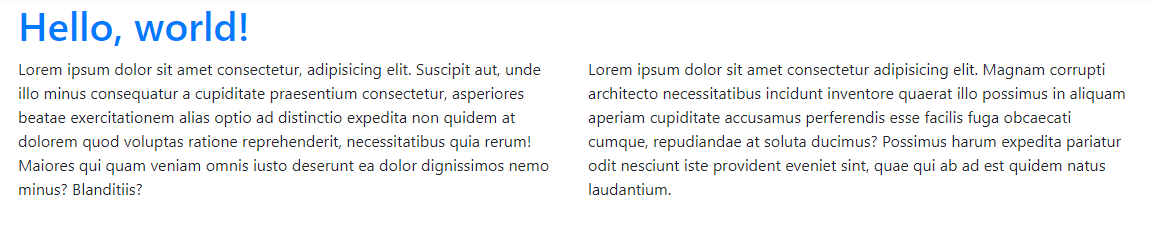 Hello, world!
Lorem ipsum dolor sit amet consectetur, adipisicing elit. Suscipit aut, unde
illo minus consequatur a cupiditate praesentium consectetur, asperiores
beatae exercitationem alias optio ad distinctio expedita non quidem at
dolorem quod voluptas ratione reprehenderit, necessitatibus quia rerum!
Maiores qui quam veniam omnis iusto deserunt ea dolor dignissimos nemo
minus? Blanditiis?
Lorem ipsum dolor sit amet consectetur adipisicing elit. Magnam corrupti
architecto necessitatibus incidunt inventore quaerat illo possimus in aliquam
aperiam cupiditate accusamus perferendis esse facilis fuga obcaecati
cumque, repudiandae at soluta ducimus? Possimus harum expedita pariatur
odit nesciunt iste provident eveniet sint, quae qui ab ad est quidem natus
laudantium.